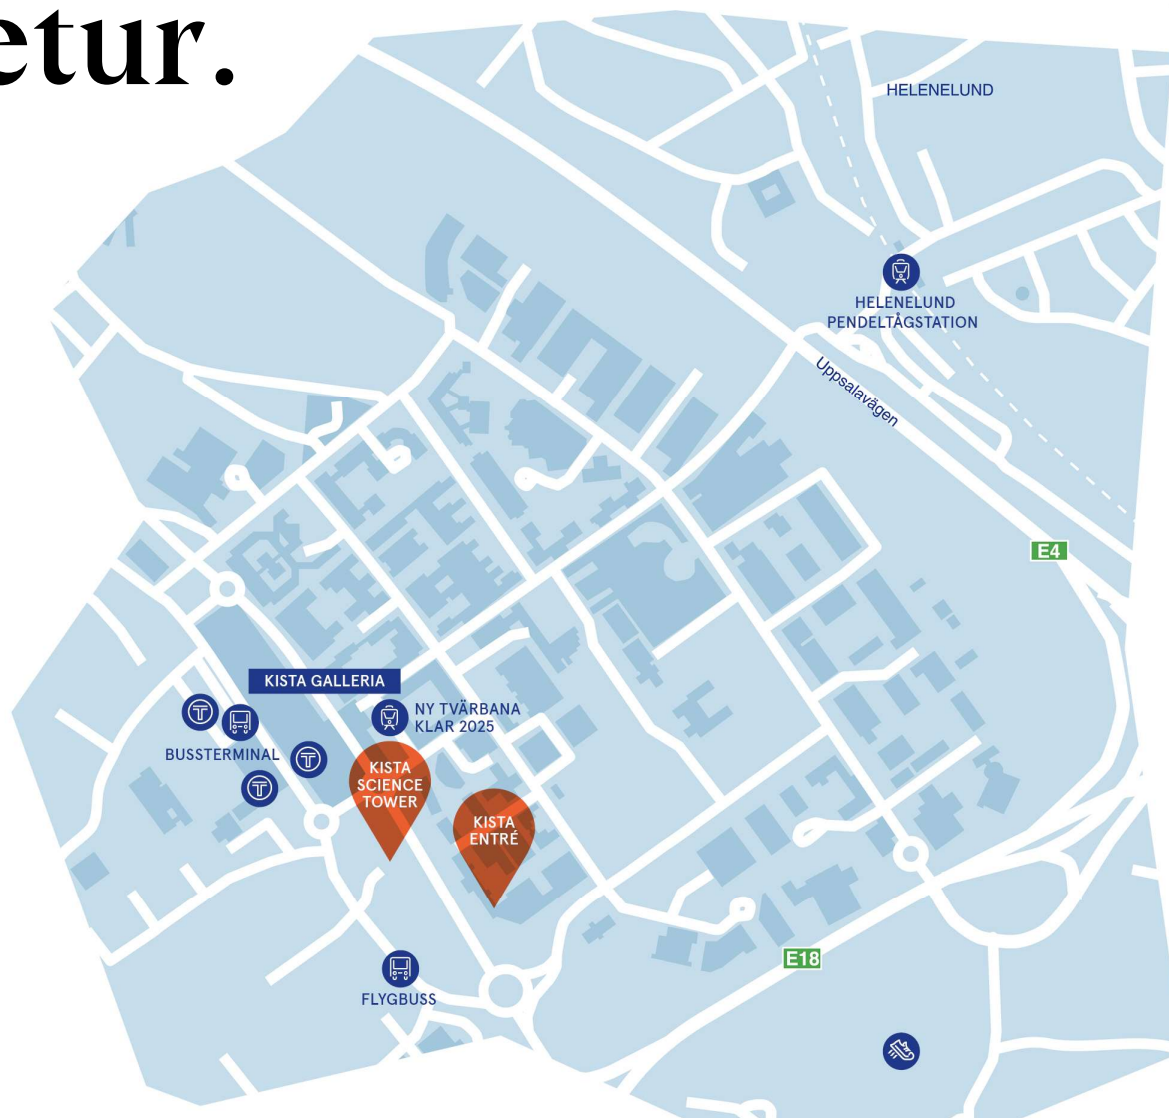 etur.
HELENELUND
HELENELUND
PENDELTÅGSTATION
Uppsalavägen
E4
KISTA GALLERIA
NY TVÄRBANA
KLAR 2025
T
BUSSTERMINAL
T
T
KISTA
SCIENCE
TOWER
KISTA
ENTRÉ
E18
FLYGBUSS